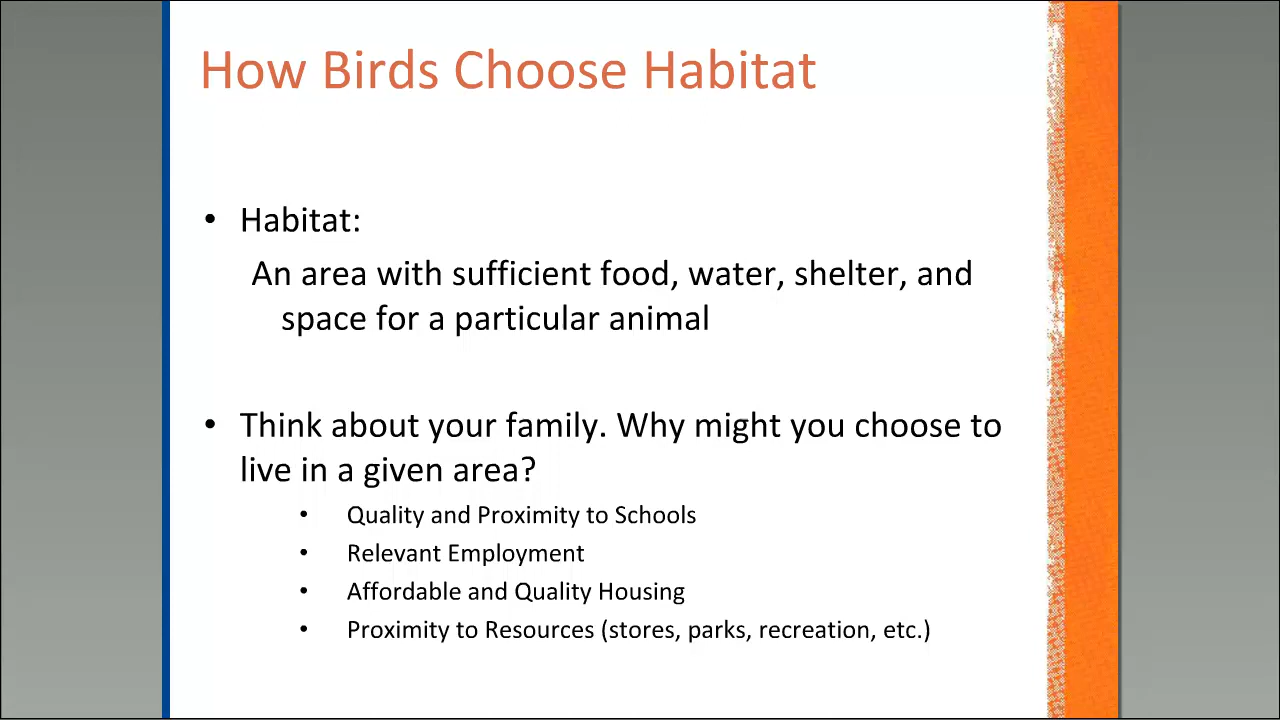 How Birds Choose Habitat
• Habitat:
An area with sufficient food, water, shelter, and
space for a particular animal
• Think about your family. Why might you choose to
live in a given area?
• Quality and Proximity to Schools
• Relevant Employment
• Affordable and Quality Housing
• Proximity to Resources (stores, parks, recreation, etc.)